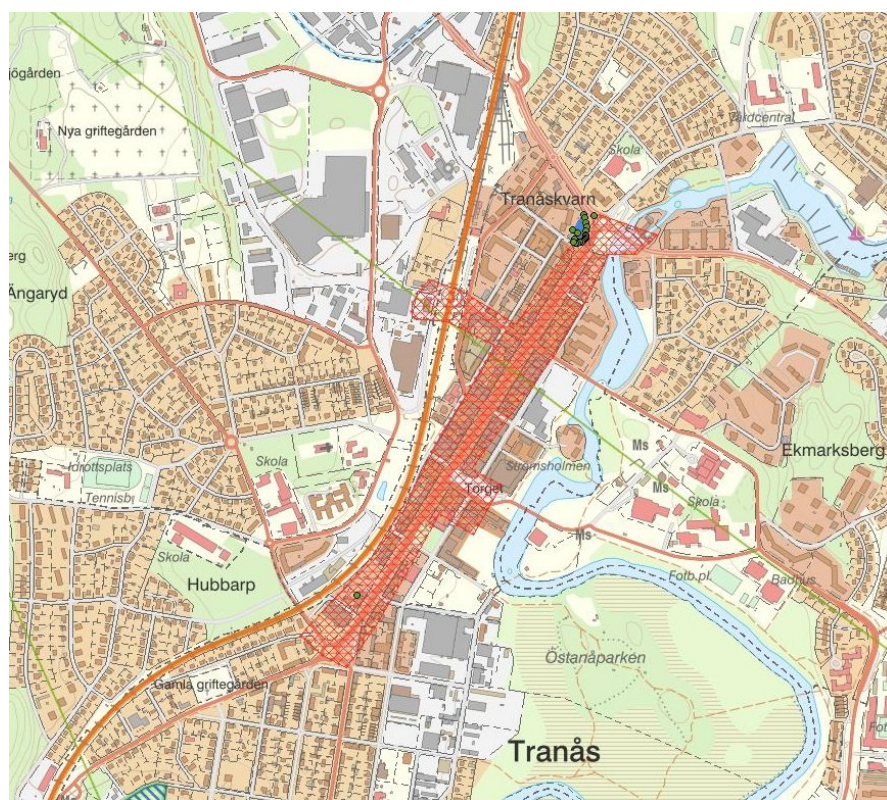 jögården
Nya griftegården
Skola
Tranåskvarn
erg
Ängaryd
Ekmarksberg
Ms
Strömsholmen
Idrottsplats
Skola
Torget
Ms
Skola
Tennisb
Ms
Skola
Hubbarp
Fotb.pl.
Badhus
Östanåparken
Gamla griftegården
Tranås
Fot